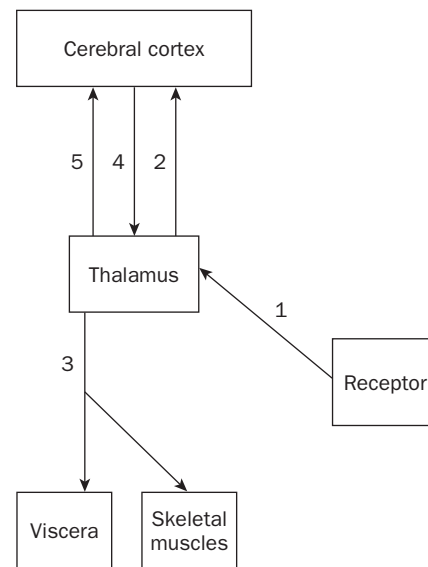 Cerebral cortex
5
4
2
Thalamus
1
3
Receptor
Viscera
Skeletal
muscles